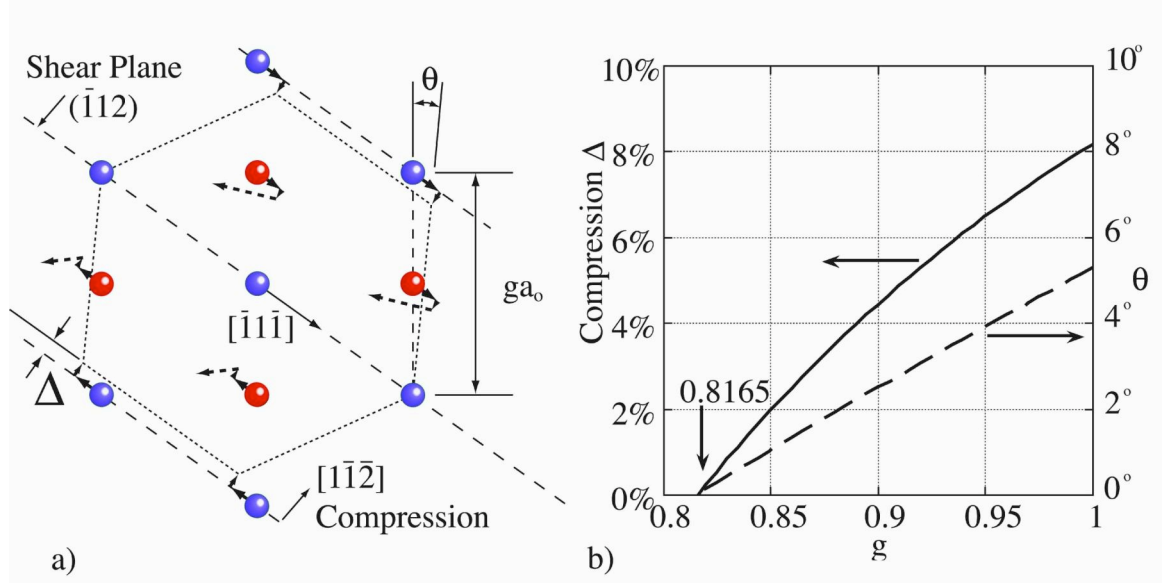 Shear Plane
(1̄12)
θ
ga₀
[1̄11̄]
Δ
[11̄2̄]
Compression
a)
10%
8%
6%
4%
2%
0%
Compression Δ
0.8165
10°
8°
6°
4°
2°
0°
θ
0.8
0.85
0.9
0.95
1
g
b)